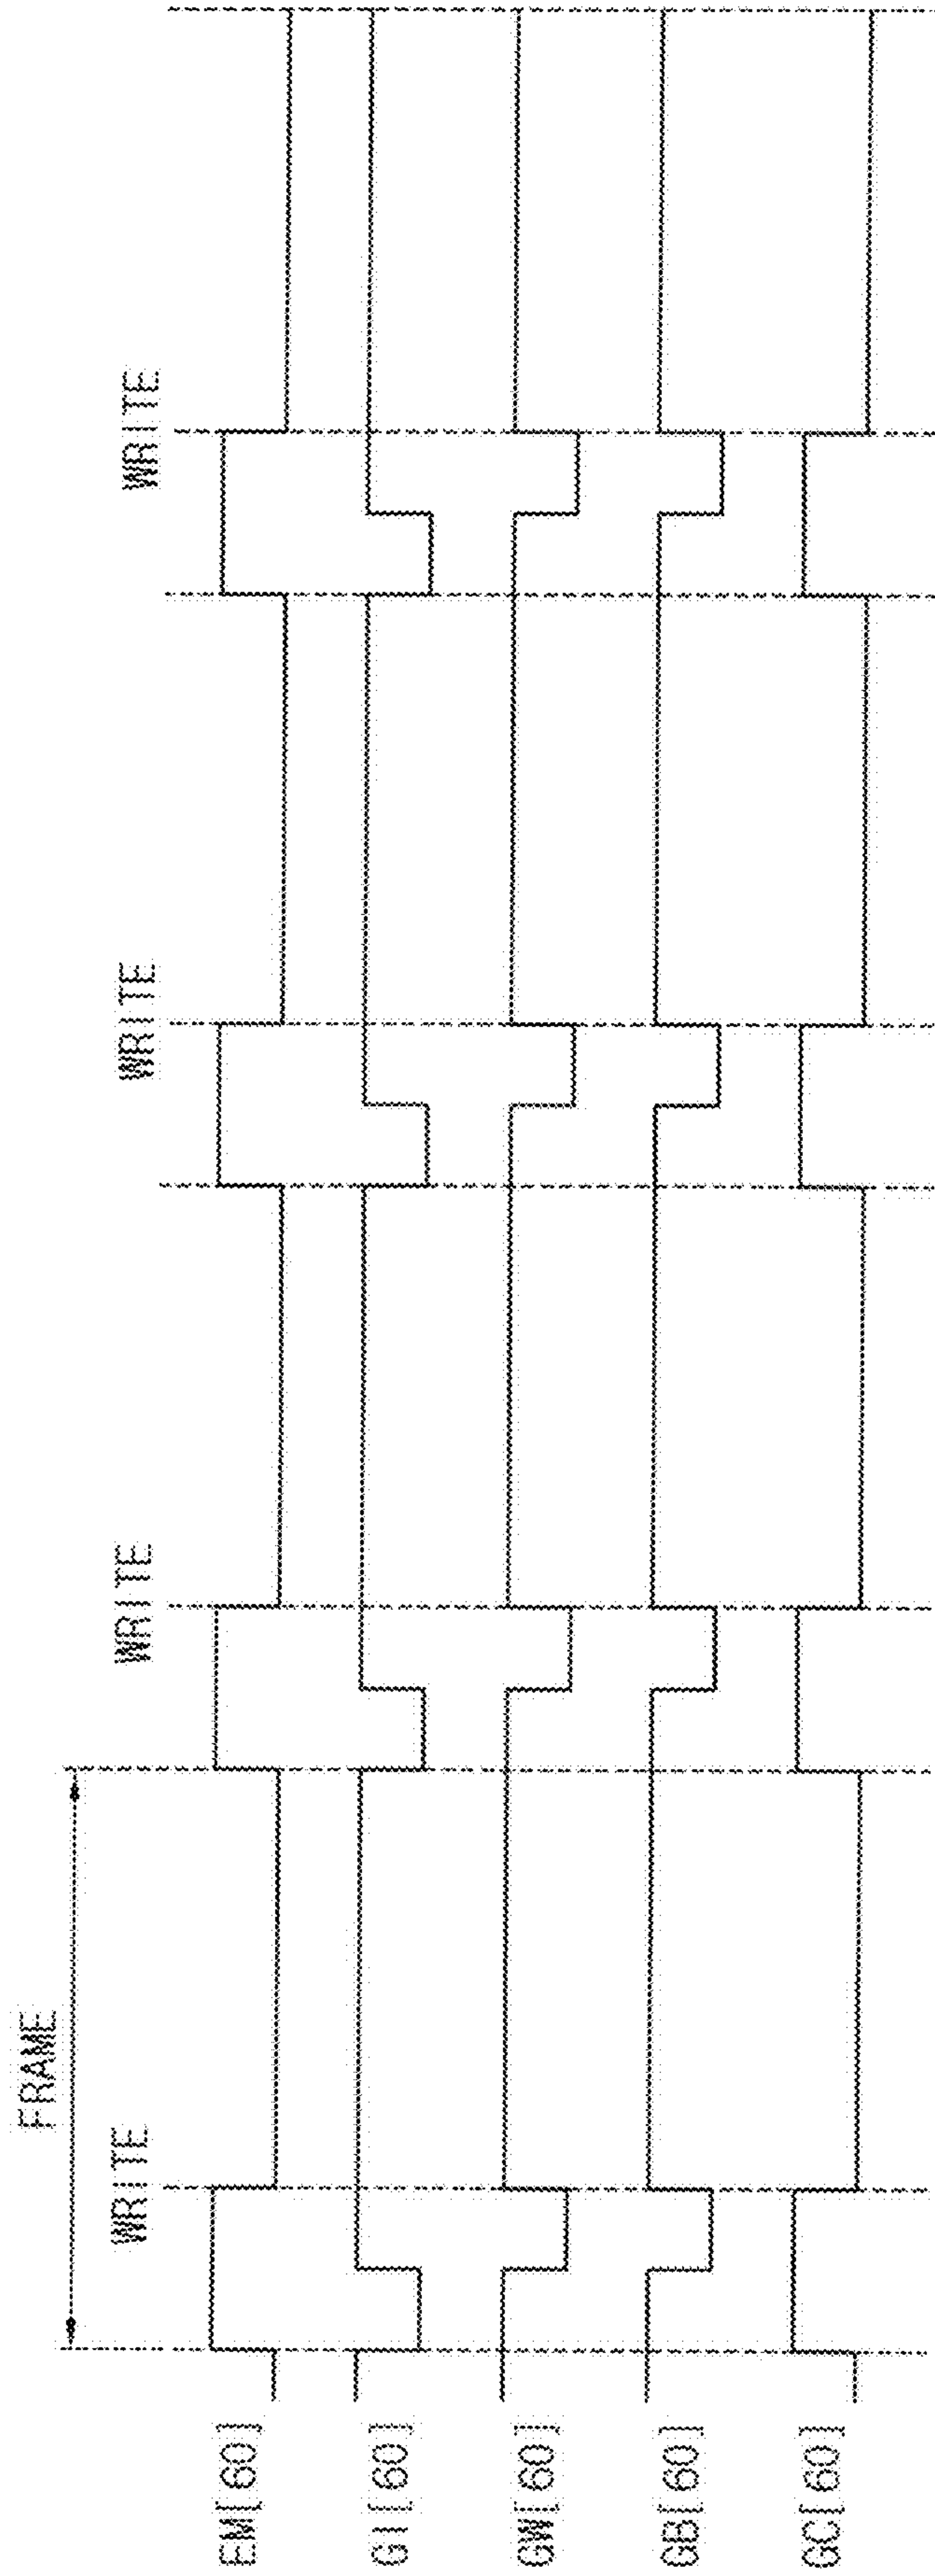 FRAME
WRITE
WRITE
WRITE
WRITE
EM[60]
GI[60]
GW[60]
GB[60]
GC[60]